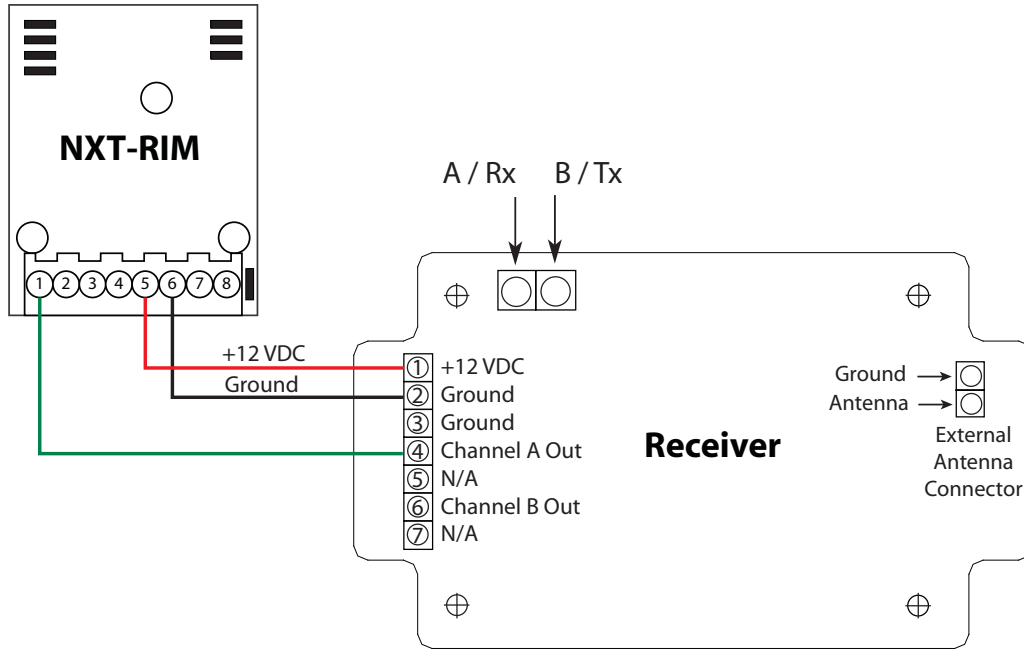 NXT-RIM
1 2 3 4 5 6 7 8
A / Rx B / Tx
+12 VDC
Ground
1 +12 VDC
2 Ground
3 Ground
4 Channel A Out
5 N/A
6 Channel B Out
7 N/A
Receiver
Ground
Antenna
External
Antenna
Connector